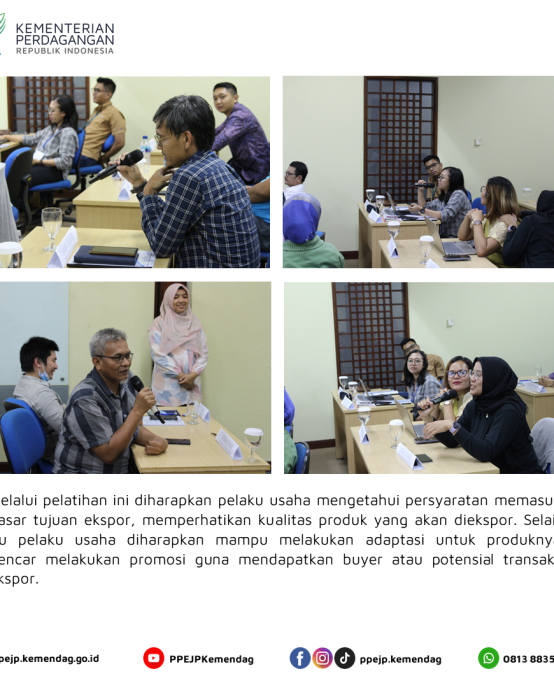 KEMENTERIAN
PERDAGANGAN
REPUBLIK INDONESIA
elalui pelatihan ini diharapkan pelaku usaha mengetahui persyaratan memasu
asar tujuan ekspor, memperhatikan kualitas produk yang akan diekspor. Selai
u pelaku usaha diharapkan mampu melakukan adaptasi untuk produkny
encar melakukan promosi guna mendapatkan buyer atau potensial transak
kspor.
pejp.kemendag.go.id
PPEJPKemendag
ppejp.kemendag
0813 8835